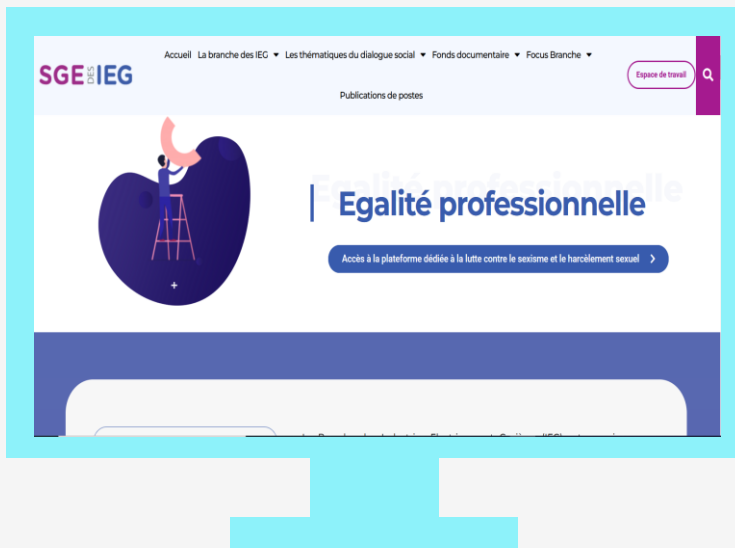 SGE DES IEG
Accueil La branche des IEG Les thématiques du dialogue social Fonds documentaire Focus Branche
Publications de postes
Espace de travail
Egalité professionnelle
Egalité professionnelle
Accès à la plateforme dédiée à la lutte contre le sexisme et le harcèlement sexuel